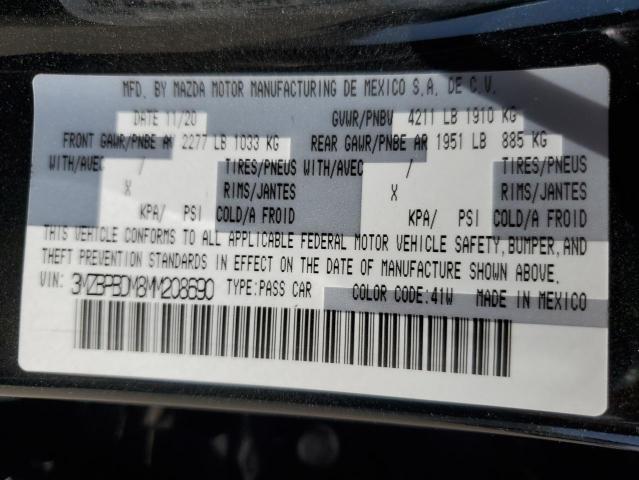 MFD. BY MAZDA MOTOR MANUFACTURING DE MEXICO S.A. DE C.V.
DATE 11/20 GVWR/PNBV 4211 LB 1910 KG
FRONT GAWR/PNBE AV 2277 LB 1033 KG REAR GAWR/PNBE AR 1951 LB 885 KG
WITH/AVEC / TIRES/PNEUS WITH/AVEC / TIRES/PNEUS
X RIMS/JANTES X RIMS/JANTES
KPA/ PSI COLD/A FROID KPA/ PSI COLD/A FROID
THIS VEHICLE CONFORMS TO ALL APPLICABLE FEDERAL MOTOR VEHICLE SAFETY, BUMPER, AND
THEFT PREVENTION STANDARDS IN EFFECT ON THE DATE OF MANUFACTURE SHOWN ABOVE.
VIN: 3MZBPBDM8MM208690 TYPE:PASS CAR COLOR CODE:41W MADE IN MEXICO